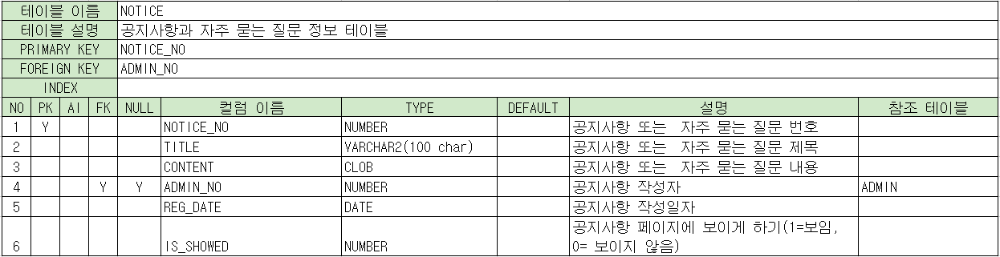 테이블 이름 NOTICE
테이블 설명 공지사항과 자주 묻는 질문 정보 테이블
PRIMARY KEY NOTICE_NO
FOREIGN KEY ADMIN_NO
INDEX
NO PK AI FK NULL 컬럼 이름 TYPE DEFAULT 설명 참조 테이블
1 Y NOTICE_NO NUMBER 공지사항 또는 자주 묻는 질문 번호
2 TITLE VARCHAR2(100 char) 공지사항 또는 자주 묻는 질문 제목
3 CONTENT CLOB 공지사항 또는 자주 묻는 질문 내용
4 Y Y ADMIN_NO NUMBER 공지사항 작성자 ADMIN
5 REG_DATE DATE 공지사항 작성일자
6 IS_SHOWED NUMBER 공지사항 페이지에 보이게 하기(1=보임,
0= 보이지 않음)